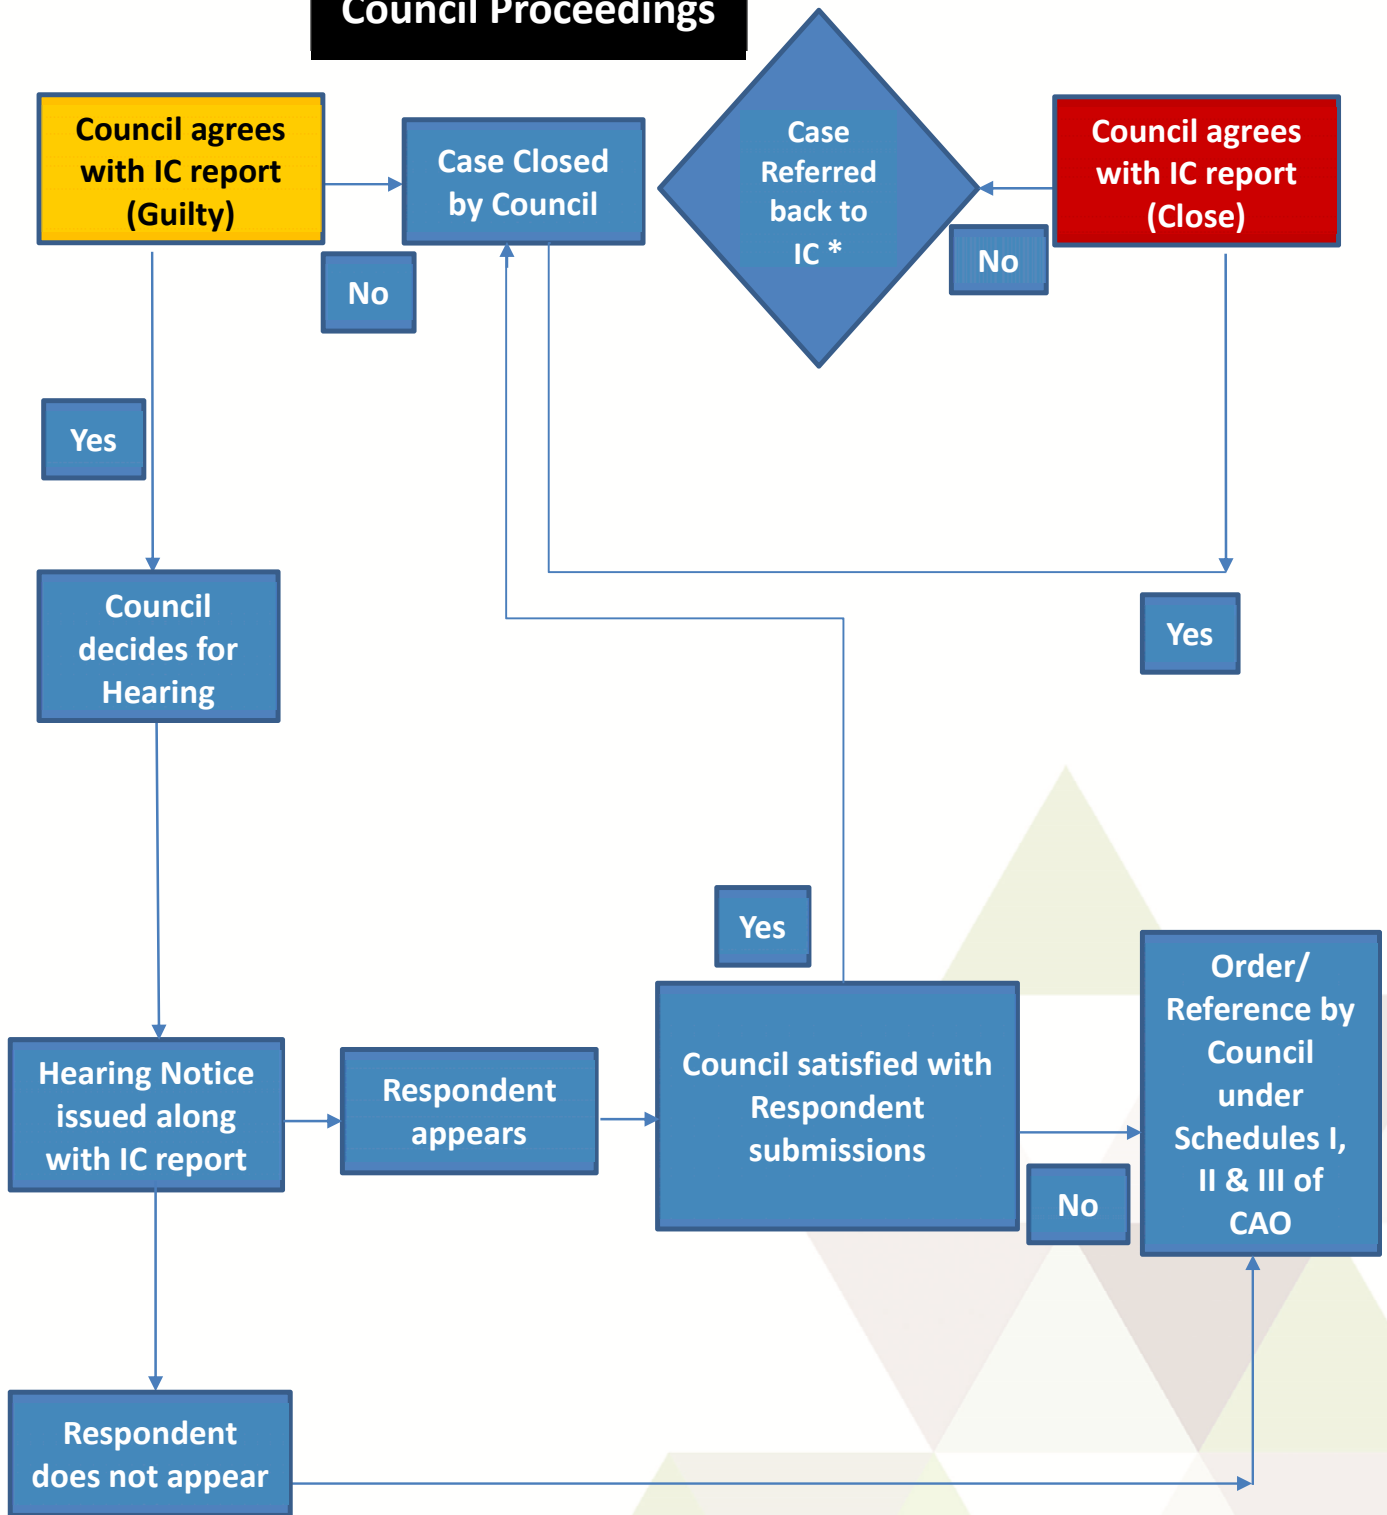 Council Proceedings
Council agrees
with IC report
(Guilty)
Case Closed
by Council
Case
Referred
back to
IC *
Council agrees
with IC report
(Close)
No
No
Yes
Council
decides for
Hearing
Yes
Yes
Hearing Notice
issued along
with IC report
Respondent
appears
Council satisfied with
Respondent
submissions
Order/
Reference by
Council
under
Schedules I,
II & III of
CAO
No
Respondent
does not appear